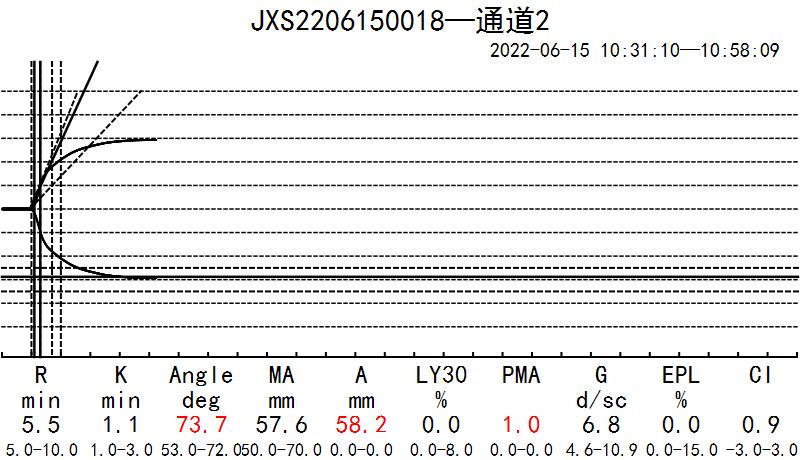 JXS2206150018—通道2
2022-06-15 10:31:10—10:58:09
R K Angle MA A LY30 PMA G EPL CI
min min deg mm mm % d/sc %
5.5 1.1 73.7 57.6 58.2 0.0 1.0 6.8 0.0 0.9
5.0-10.0 1.0-3.0 53.0-72.0 50.0-70.0 0.0-0.0 0.0-8.0 0.0-0.0 4.6-10.9 0.0-15.0 -3.0-3.0